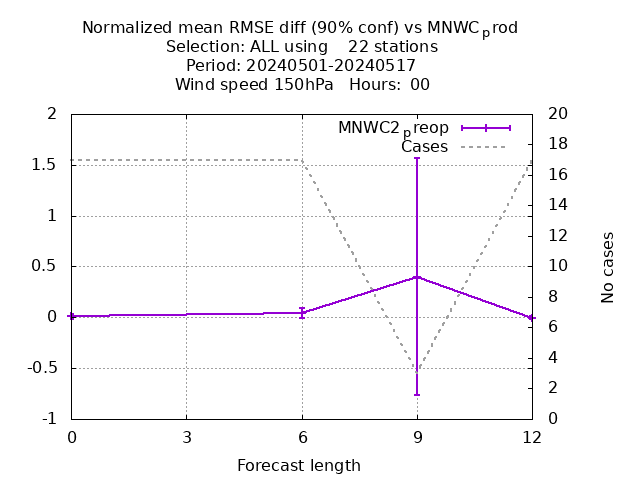 Normalized mean RMSE diff (90% conf) vs MNWCprod
Selection: ALL using    22 stations
Period: 20240501-20240517
Wind speed 150hPa   Hours: 00
MNWC2preop
Cases
2
1.5
1
0.5
0
-0.5
-1
20
18
16
14
12
10
8
6
4
2
0
No cases
0
3
6
9
12
Forecast length